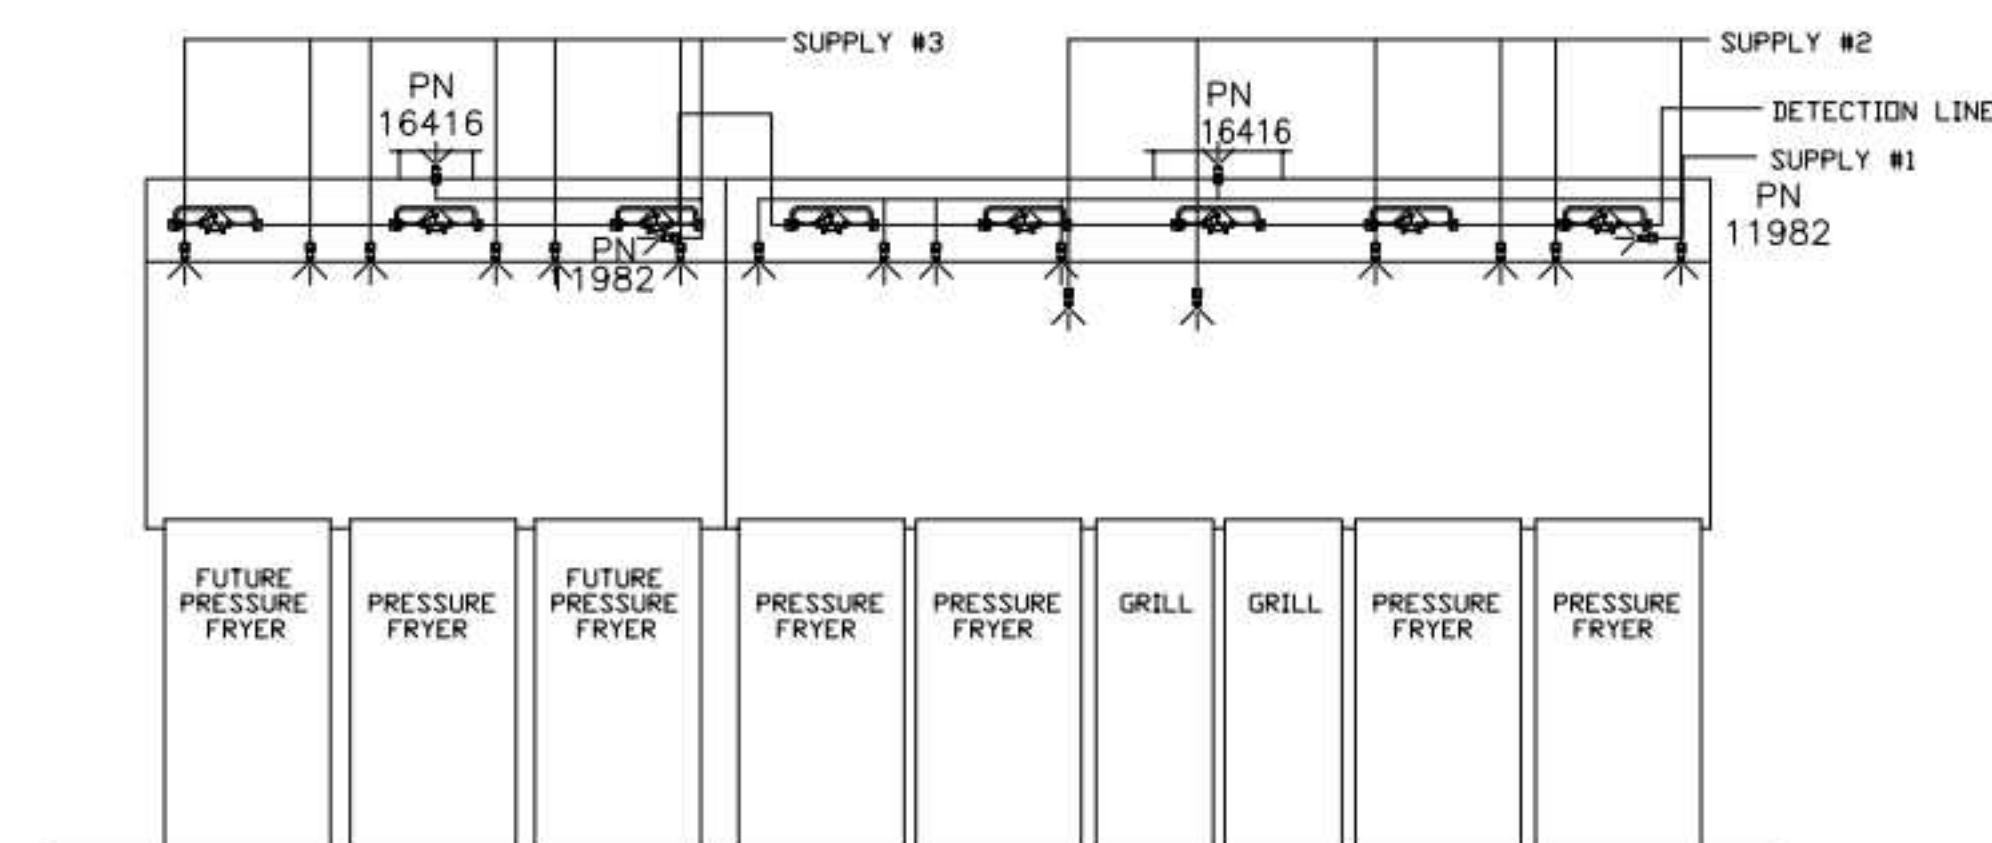 SUPPLY #3
SUPPLY #2
PN
16416
PN
16416
DETECTION LINE
SUPPLY #1
PN
11982
PN
11982
FUTURE
PRESSURE
FRYER
PRESSURE
FRYER
FUTURE
PRESSURE
FRYER
PRESSURE
FRYER
PRESSURE
FRYER
GRILL
GRILL
PRESSURE
FRYER
PRESSURE
FRYER